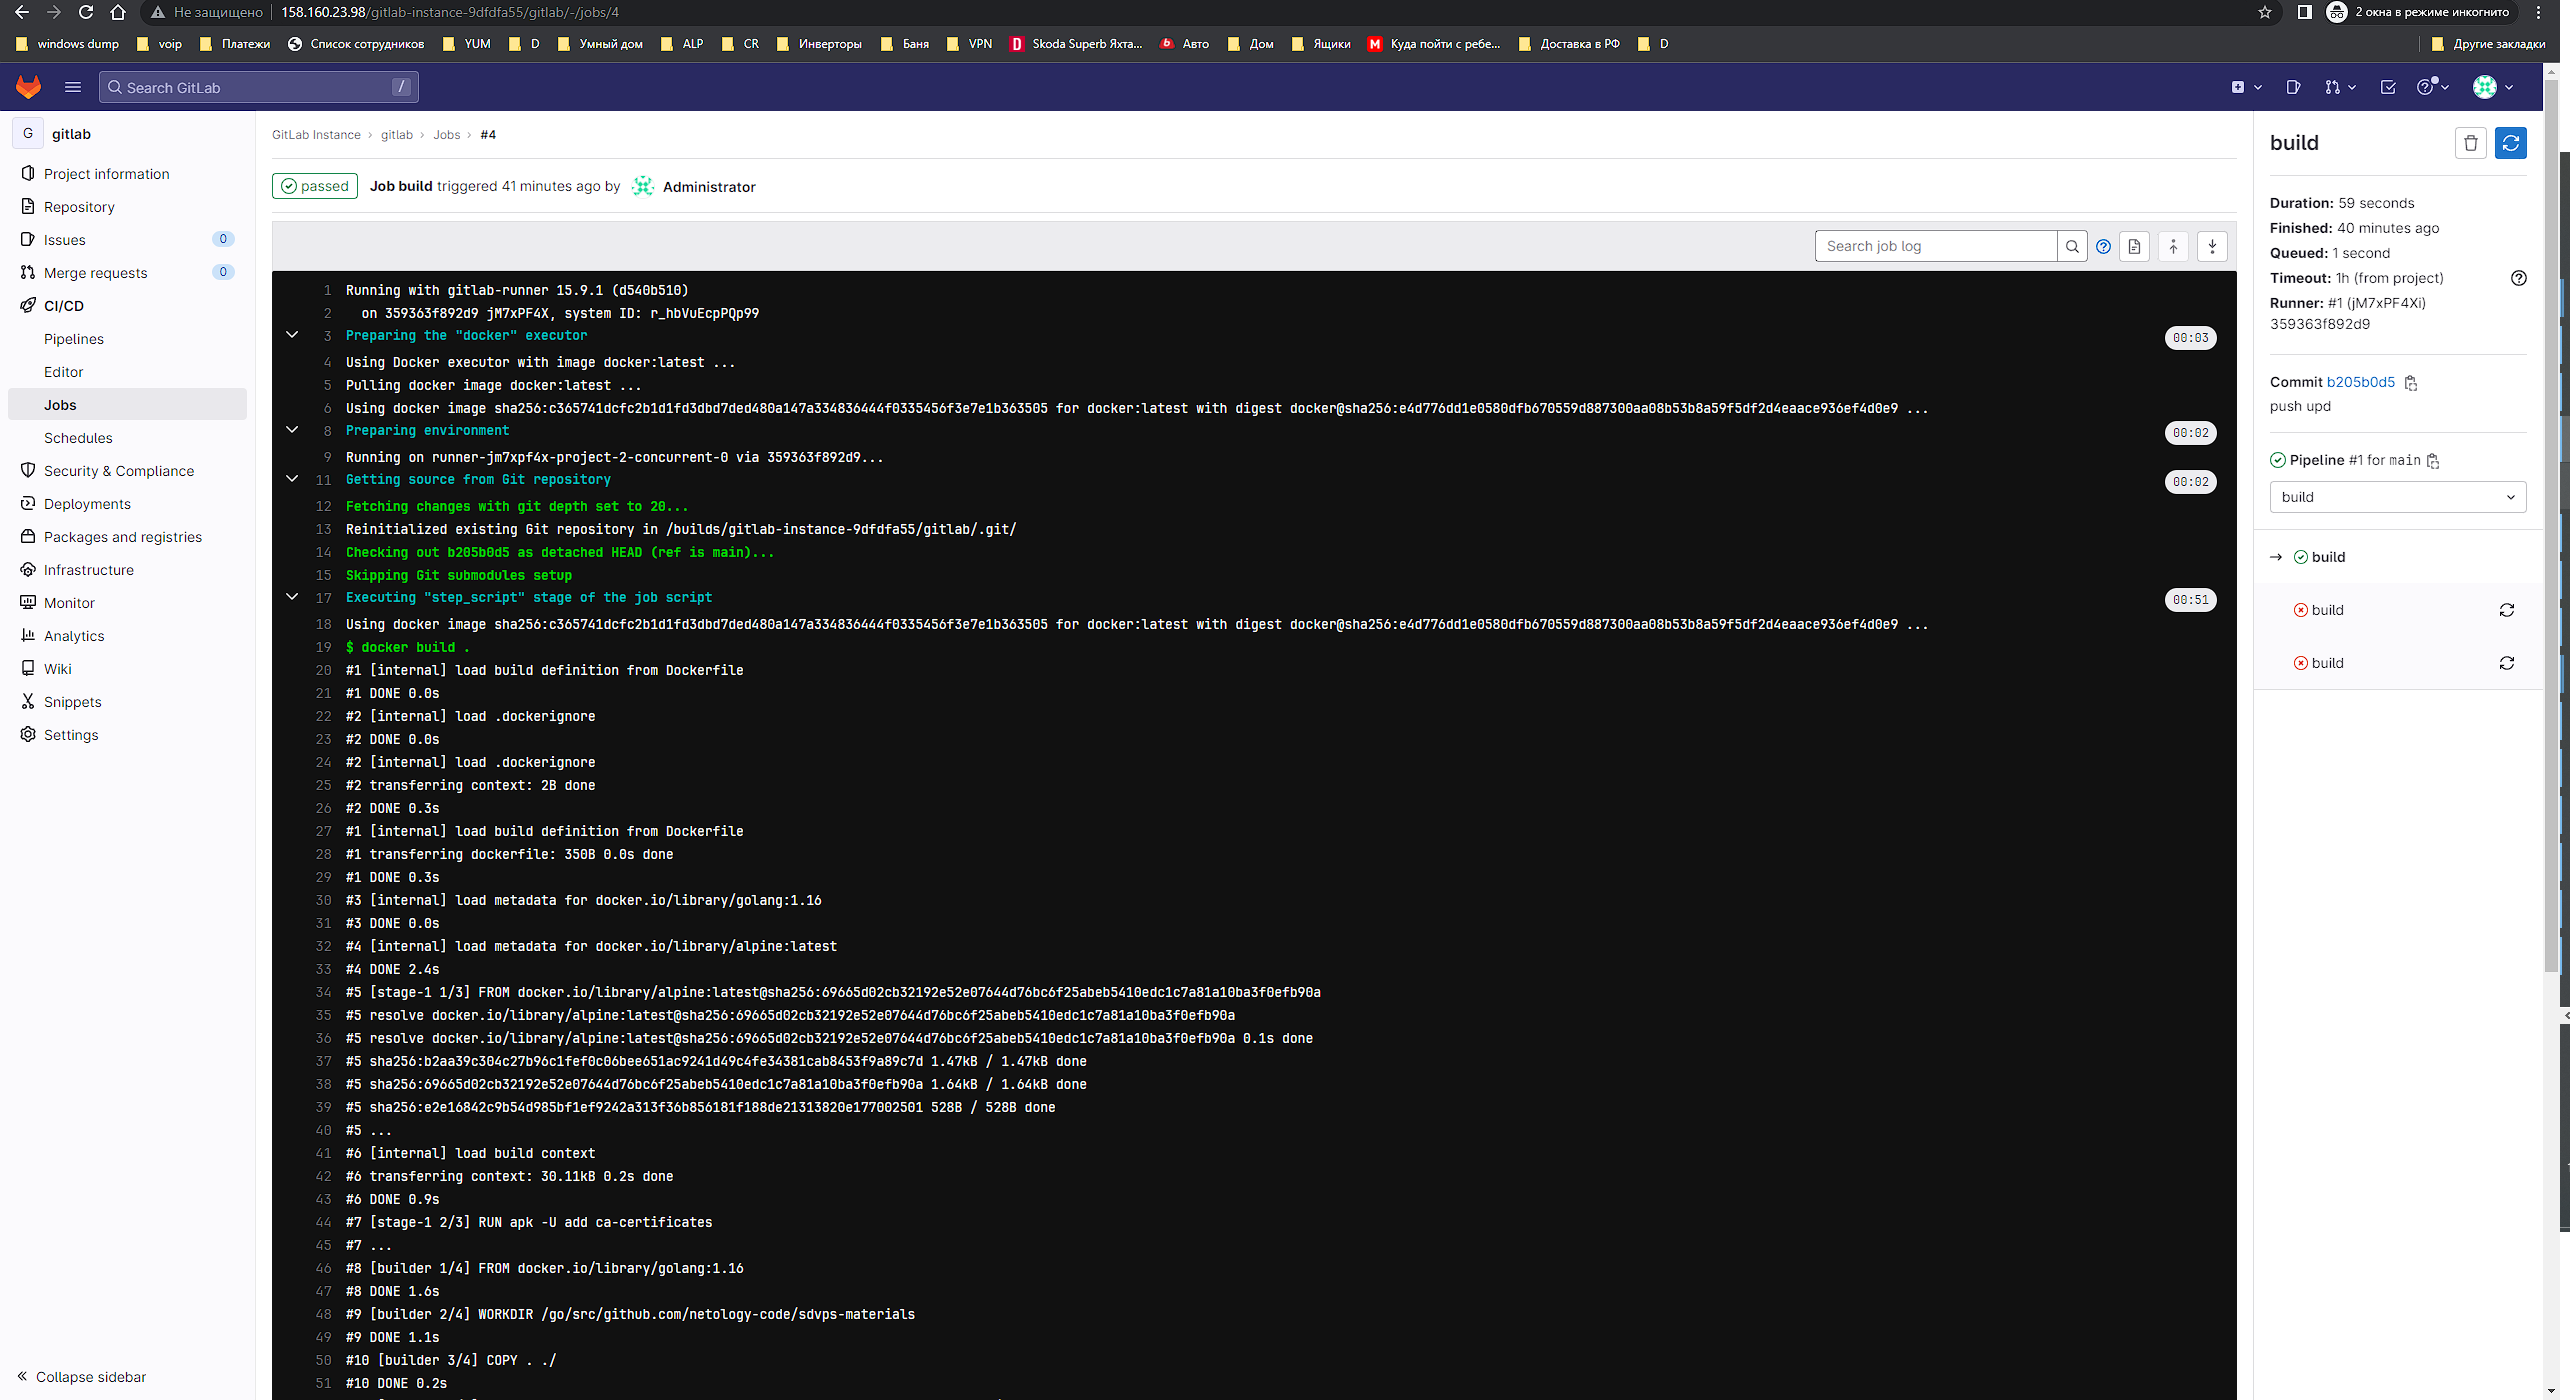 Не защищено
158.160.23.98/gitlab-instance-9dfdfa55/gitlab/-/jobs/4
2 окна в режиме инкогнито
windows dump
voip
Платежи
Список сотрудников
YUM
D
Умный дом
ALP
CR
Инверторы
Баня
VPN
Skoda Superb Яхта...
Авто
Дом
Ящики
Куда пойти с ребе...
Доставка в РФ
D
Другие закладки
Search GitLab
/
G gitlab
Project information
Repository
Issues 0
Merge requests 0
CI/CD
Pipelines
Editor
Jobs
Schedules
Security & Compliance
Deployments
Packages and registries
Infrastructure
Monitor
Analytics
Wiki
Snippets
Settings
Collapse sidebar
GitLab Instance › gitlab › Jobs › #4
passed Job build triggered 41 minutes ago by Administrator
Search job log
1 Running with gitlab-runner 15.9.1 (d540b510)
2 on 359363f892d9 jM7xPF4X, system ID: r_hbVuEcpPQp99
3 Preparing the "docker" executor 00:03
4 Using Docker executor with image docker:latest ...
5 Pulling docker image docker:latest ...
6 Using docker image sha256:c365741dcfc2b1d1fd3dbd7ded480a147a334836444f0335456f3e7e1b363505 for docker:latest with digest docker@sha256:e4d776dd1e0580dfb670559d887300aa08b53b8a59f5df2d4eaace936ef4d0e9 ...
8 Preparing environment 00:02
9 Running on runner-jm7xpf4x-project-2-concurrent-0 via 359363f892d9...
11 Getting source from Git repository 00:02
12 Fetching changes with git depth set to 20...
13 Reinitialized existing Git repository in /builds/gitlab-instance-9dfdfa55/gitlab/.git/
14 Checking out b205b0d5 as detached HEAD (ref is main)...
15 Skipping Git submodules setup
17 Executing "step_script" stage of the job script 00:51
18 Using docker image sha256:c365741dcfc2b1d1fd3dbd7ded480a147a334836444f0335456f3e7e1b363505 for docker:latest with digest docker@sha256:e4d776dd1e0580dfb670559d887300aa08b53b8a59f5df2d4eaace936ef4d0e9 ...
19 $ docker build .
20 #1 [internal] load build definition from Dockerfile
21 #1 DONE 0.0s
22 #2 [internal] load .dockerignore
23 #2 DONE 0.0s
24 #2 [internal] load .dockerignore
25 #2 transferring context: 2B done
26 #2 DONE 0.3s
27 #1 [internal] load build definition from Dockerfile
28 #1 transferring dockerfile: 350B 0.0s done
29 #1 DONE 0.3s
30 #3 [internal] load metadata for docker.io/library/golang:1.16
31 #3 DONE 0.0s
32 #4 [internal] load metadata for docker.io/library/alpine:latest
33 #4 DONE 2.4s
34 #5 [stage-1 1/3] FROM docker.io/library/alpine:latest@sha256:69665d02cb32192e52e07644d76bc6f25abeb5410edc1c7a81a10ba3f0efb90a
35 #5 resolve docker.io/library/alpine:latest@sha256:69665d02cb32192e52e07644d76bc6f25abeb5410edc1c7a81a10ba3f0efb90a
36 #5 resolve docker.io/library/alpine:latest@sha256:69665d02cb32192e52e07644d76bc6f25abeb5410edc1c7a81a10ba3f0efb90a 0.1s done
37 #5 sha256:b2aa39c304c27b96c1fef0c06bee651ac9241d49c4fe34381cab8453f9a89c7d 1.47kB / 1.47kB done
38 #5 sha256:69665d02cb32192e52e07644d76bc6f25abeb5410edc1c7a81a10ba3f0efb90a 1.64kB / 1.64kB done
39 #5 sha256:e2e16842c9b54d985bf1ef9242a313f36b856181f188de21313820e177002501 528B / 528B done
40 #5 ...
41 #6 [internal] load build context
42 #6 transferring context: 30.11kB 0.2s done
43 #6 DONE 0.9s
44 #7 [stage-1 2/3] RUN apk -U add ca-certificates
45 #7 ...
46 #8 [builder 1/4] FROM docker.io/library/golang:1.16
47 #8 DONE 1.6s
48 #9 [builder 2/4] WORKDIR /go/src/github.com/netology-code/sdvps-materials
49 #9 DONE 1.1s
50 #10 [builder 3/4] COPY . ./
51 #10 DONE 0.2s
build
Duration: 59 seconds
Finished: 40 minutes ago
Queued: 1 second
Timeout: 1h (from project)
Runner: #1 (jM7xPF4Xi)
359363f892d9
Commit b205b0d5
push upd
Pipeline #1 for main
build
→ build
build
build